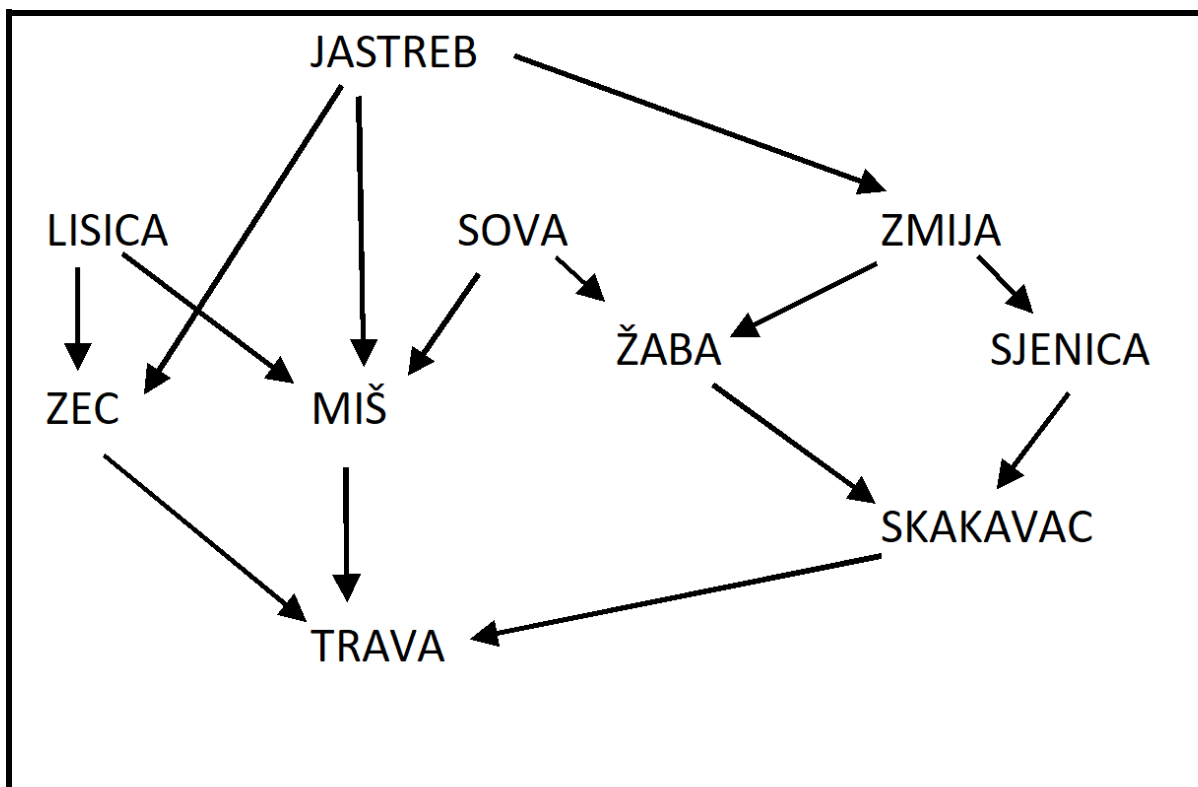 JASTREB
LISICA SOVA ZMIJA
ŽABA SJENICA
ZEC MIŠ
SKAKAVAC
TRAVA